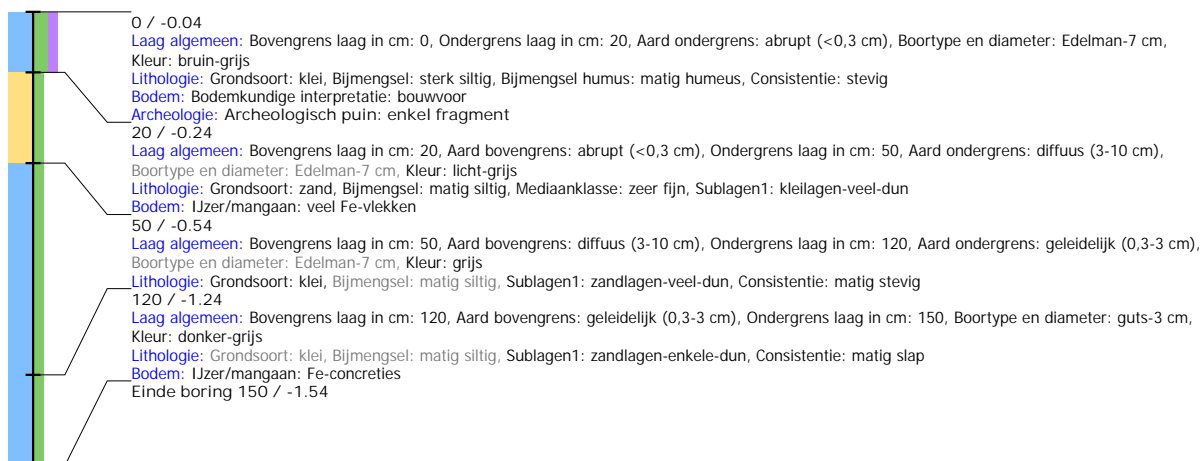 0 / -0.04
Laag algemeen: Bovengrens laag in cm: 0, Ondergrens laag in cm: 20, Aard ondergrens: abrupt (<0,3 cm), Boortype en diameter: Edelman-7 cm,
Kleur: bruin-grijs
Lithologie: Grondsoort: klei, Bijmengsel: sterk siltig, Bijmengsel humus: matig humeus, Consistentie: stevig
Bodem: Bodemkundige interpretatie: bouwvoor
Archeologie: Archeologisch puin: enkel fragment
20 / -0.24
Laag algemeen: Bovengrens laag in cm: 20, Aard bovengrens: abrupt (<0,3 cm), Ondergrens laag in cm: 50, Aard ondergrens: diffuus (3-10 cm),
Boortype en diameter: Edelman-7 cm, Kleur: licht-grijs
Lithologie: Grondsoort: zand, Bijmengsel: matig siltig, Mediaanklasse: zeer fijn, Sublagen1: kleilagen-veel-dun
Bodem: IJzer/mangaan: veel Fe-vlekken
50 / -0.54
Laag algemeen: Bovengrens laag in cm: 50, Aard bovengrens: diffuus (3-10 cm), Ondergrens laag in cm: 120, Aard ondergrens: geleidelijk (0,3-3 cm),
Boortype en diameter: Edelman-7 cm, Kleur: grijs
Lithologie: Grondsoort: klei, Bijmengsel: matig siltig, Sublagen1: zandlagen-veel-dun, Consistentie: matig stevig
120 / -1.24
Laag algemeen: Bovengrens laag in cm: 120, Aard bovengrens: geleidelijk (0,3-3 cm), Ondergrens laag in cm: 150, Boortype en diameter: guts-3 cm,
Kleur: donker-grijs
Lithologie: Grondsoort: klei, Bijmengsel: matig siltig, Sublagen1: zandlagen-enkele-dun, Consistentie: matig slap
Bodem: IJzer/mangaan: Fe-concreties
Einde boring 150 / -1.54